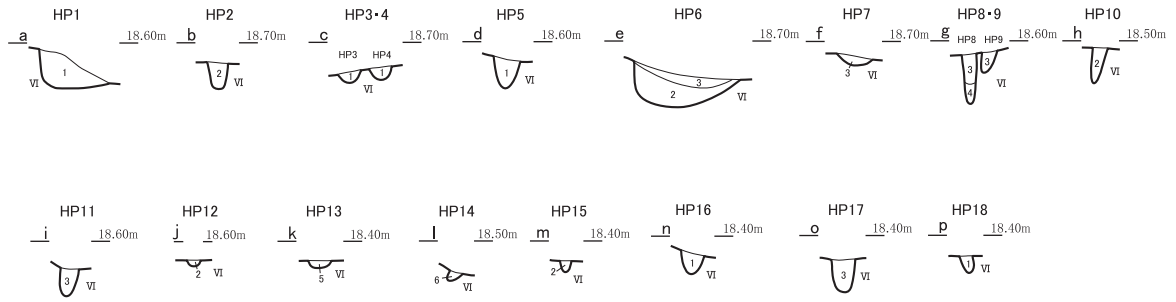 HP1 HP2 HP3・4 HP5 HP6 HP7 HP8・9 HP10
a 18.60m b 18.70m c 18.70m d 18.60m e 18.70m f 18.70m g 18.60m h 18.50m
HP3 HP4 HP8 HP9
1 VI 2 VI 1 1 VI 1 VI 3 2 VI 3 VI 3 3 4 VI 2 VI
HP11 HP12 HP13 HP14 HP15 HP16 HP17 HP18
i 18.60m j 18.60m k 18.40m l 18.50m m 18.40m n 18.40m o 18.40m p 18.40m
3 VI 2 VI 5 VI 6 VI 2 VI 1 VI 3 VI 1 VI